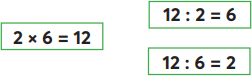 2 × 6 = 12
12 : 2 = 6
12 : 6 = 2